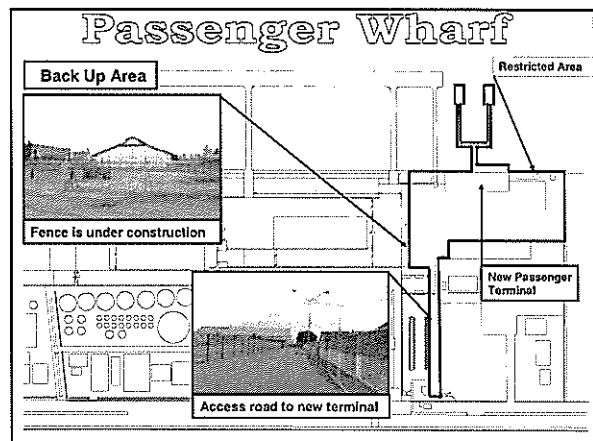 Passenger Wharf
Back Up Area
Restricted Area
Fence is under construction
New Passenger
Terminal
Access road to new terminal